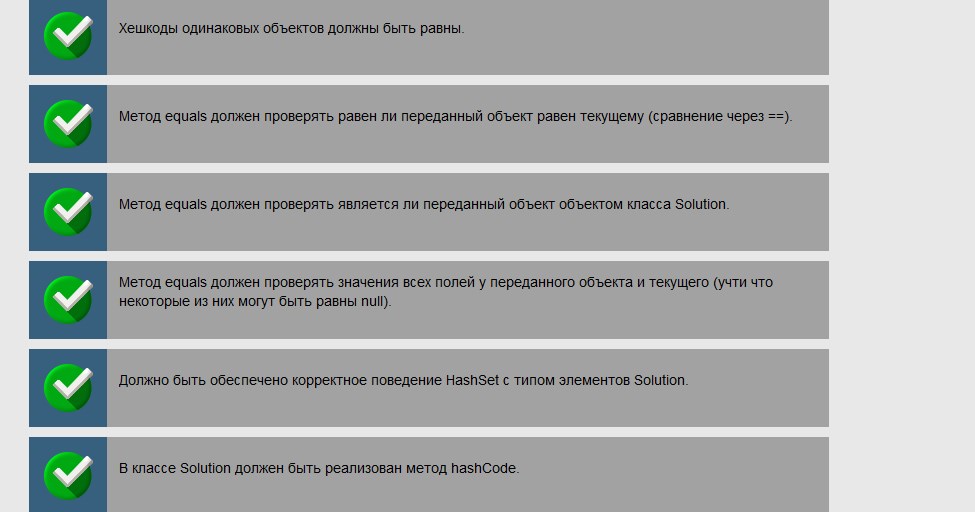 Хешкоды одинаковых объектов должны быть равны.
Метод equals должен проверять равен ли переданный объект равен текущему (сравнение через ==).
Метод equals должен проверять является ли переданный объект объектом класса Solution.
Метод equals должен проверять значения всех полей у переданного объекта и текущего (учти что
некоторые из них могут быть равны null).
Должно быть обеспечено корректное поведение HashSet с типом элементов Solution.
В классе Solution должен быть реализован метод hashCode.